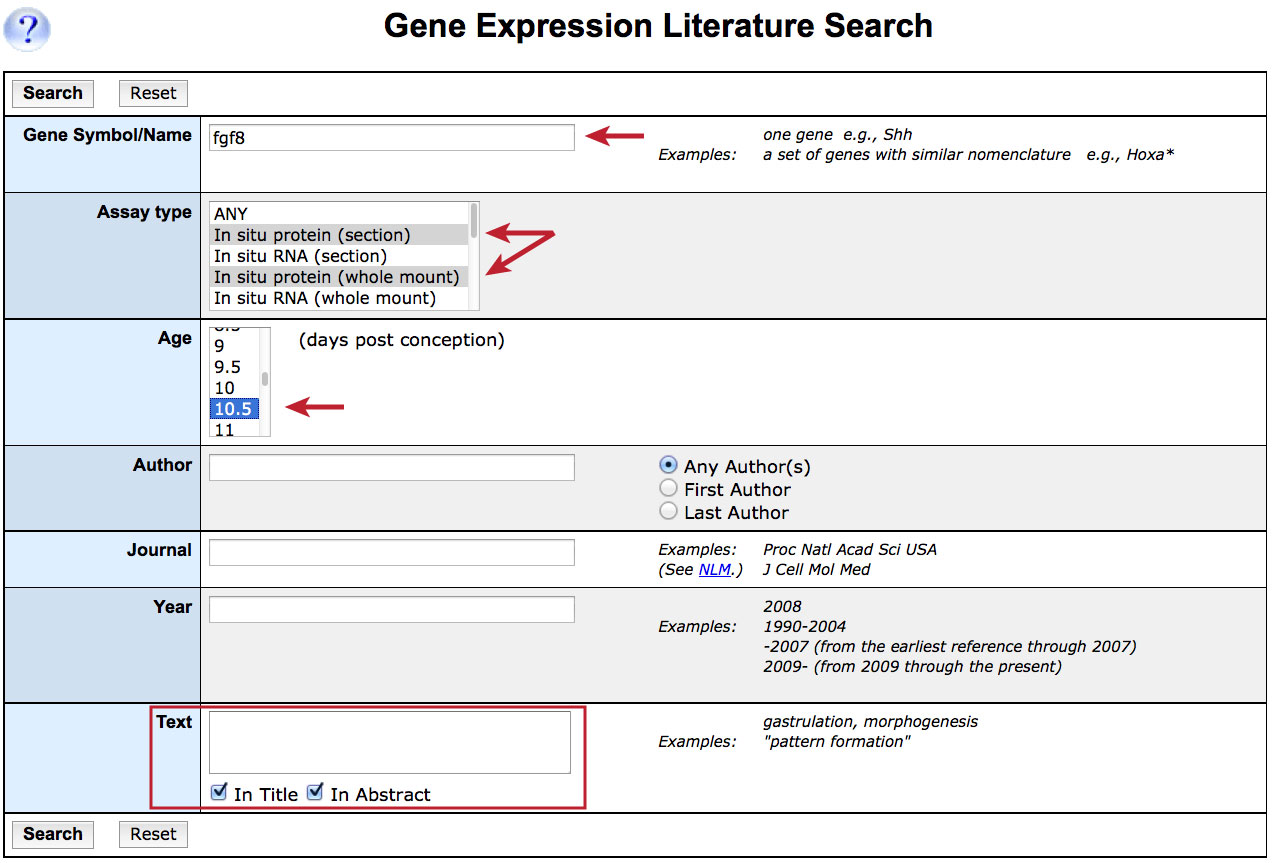 ?
Gene Expression Literature Search
Search Reset
Gene Symbol/Name
fgf8
one gene e.g., Shh
Examples: a set of genes with similar nomenclature e.g., Hoxa*
Assay type
ANY
In situ protein (section)
In situ RNA (section)
In situ protein (whole mount)
In situ RNA (whole mount)
Age
8.5
9
9.5
10
10.5
11
(days post conception)
Author
Any Author(s)
First Author
Last Author
Journal
Examples: Proc Natl Acad Sci USA
(See NLM.) J Cell Mol Med
Year
2008
Examples: 1990-2004
-2007 (from the earliest reference through 2007)
2009- (from 2009 through the present)
Text
gastrulation, morphogenesis
Examples: "pattern formation"
In Title In Abstract
Search Reset